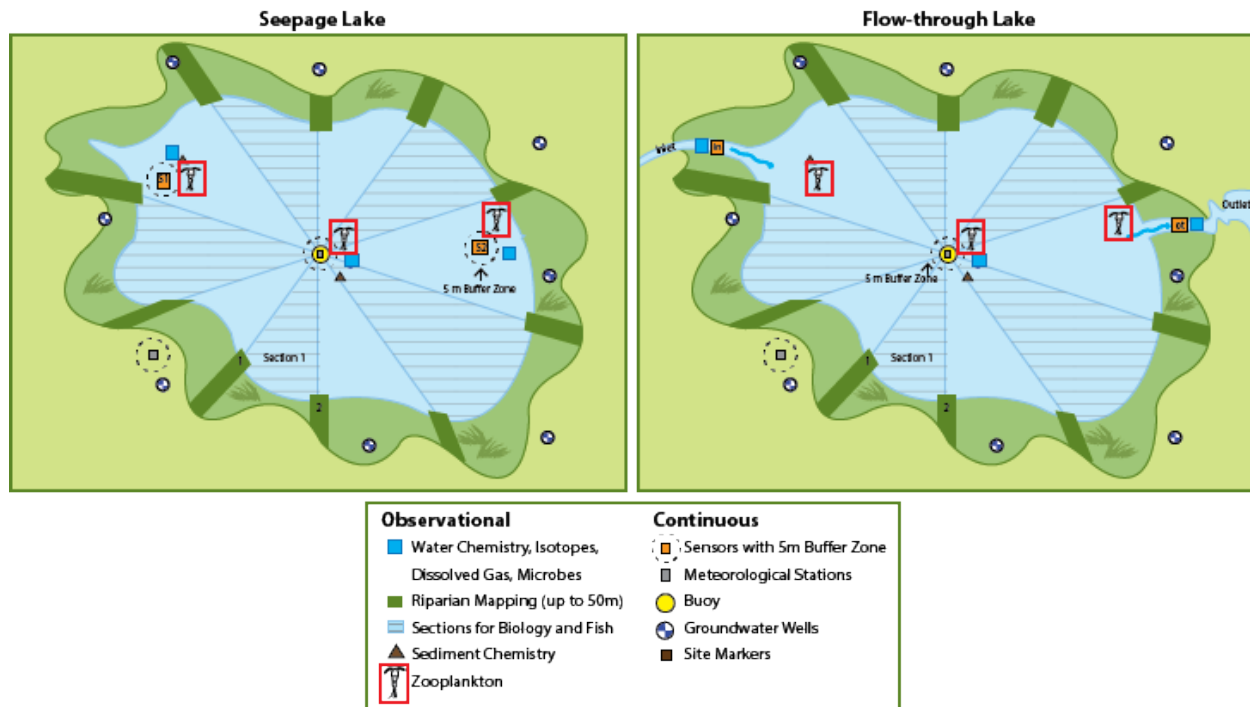 Seepage Lake
Flow-through Lake
S1
S2
5 m Buffer Zone
Section 1
1
2
Inlet
in
ot
Outlet
5 m Buffer Zone
Section 1
1
2
Observational
Water Chemistry, Isotopes,
Dissolved Gas, Microbes
Riparian Mapping (up to 50m)
Sections for Biology and Fish
Sediment Chemistry
Zooplankton
Continuous
Sensors with 5m Buffer Zone
Meteorological Stations
Buoy
Groundwater Wells
Site Markers